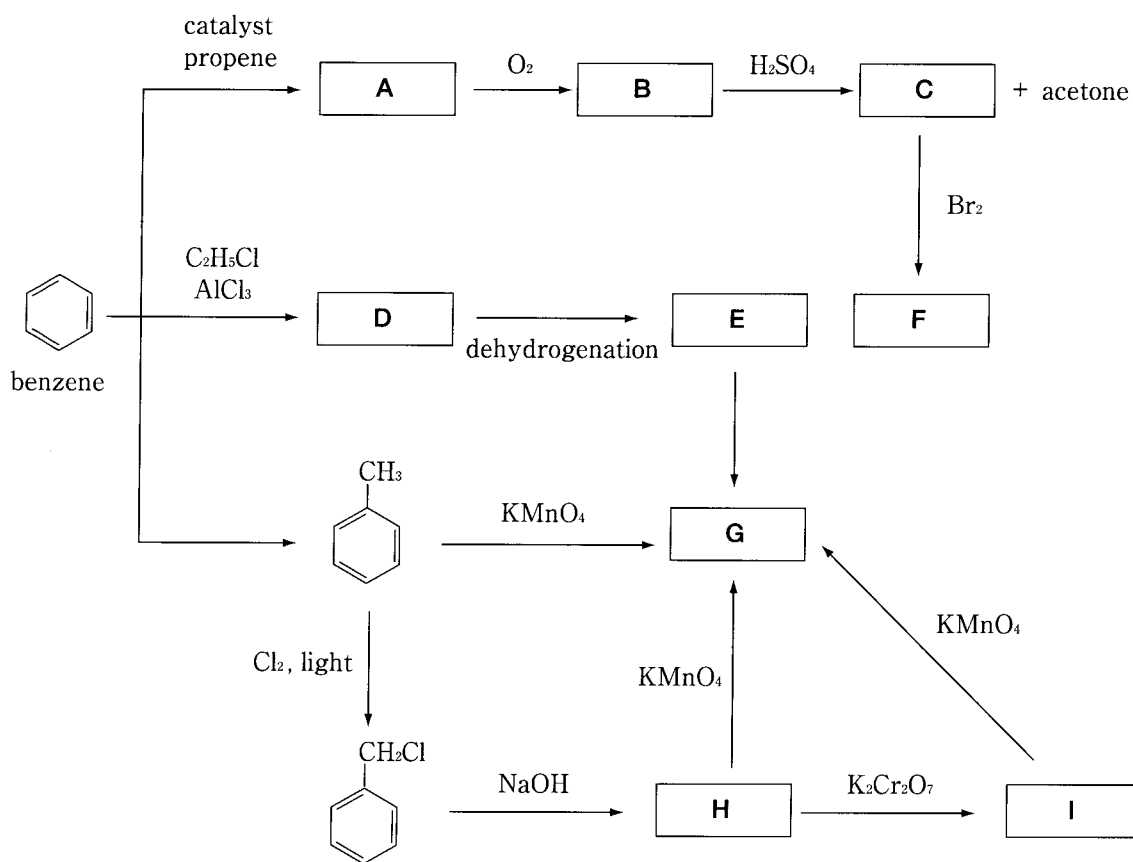 catalyst
propene
A
O₂
B
H₂SO₄
C
+ acetone
Br₂
C₂H₅Cl
AlCl₃
benzene
D
dehydrogenation
E
F
CH₃
KMnO₄
G
Cl₂, light
KMnO₄
KMnO₄
CH₂Cl
NaOH
H
K₂Cr₂O₇
I